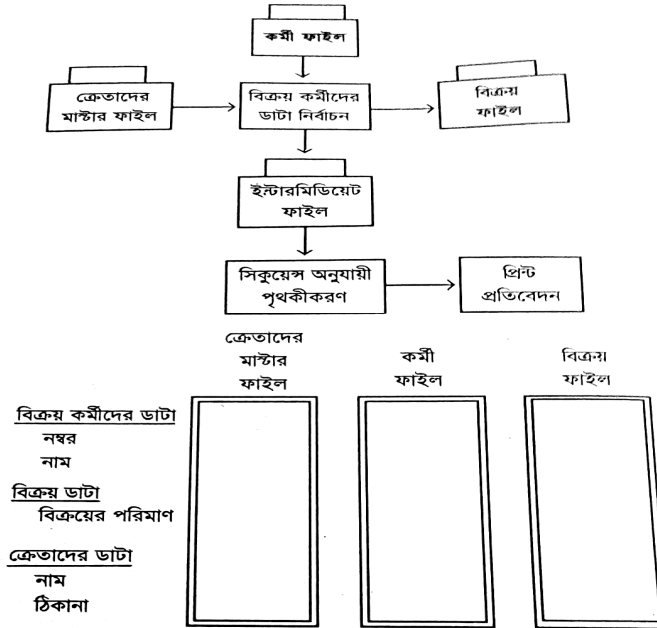 কর্মী ফাইল
ক্রেতাদের
মাস্টার ফাইল
বিক্রয় কর্মীদের
ডাটা নির্বাচন
বিক্রয়
ফাইল
ইন্টারমিডিয়েট
ফাইল
সিকুয়েন্স অনুযায়ী
পৃথকীকরণ
প্রিন্ট
প্রতিবেদন
ক্রেতাদের
মাস্টার
ফাইল
কর্মী
ফাইল
বিক্রয়
ফাইল
বিক্রয় কর্মীদের ডাটা
নম্বর
নাম
বিক্রয় ডাটা
বিক্রয়ের পরিমাণ
ক্রেতাদের ডাটা
নাম
ঠিকানা